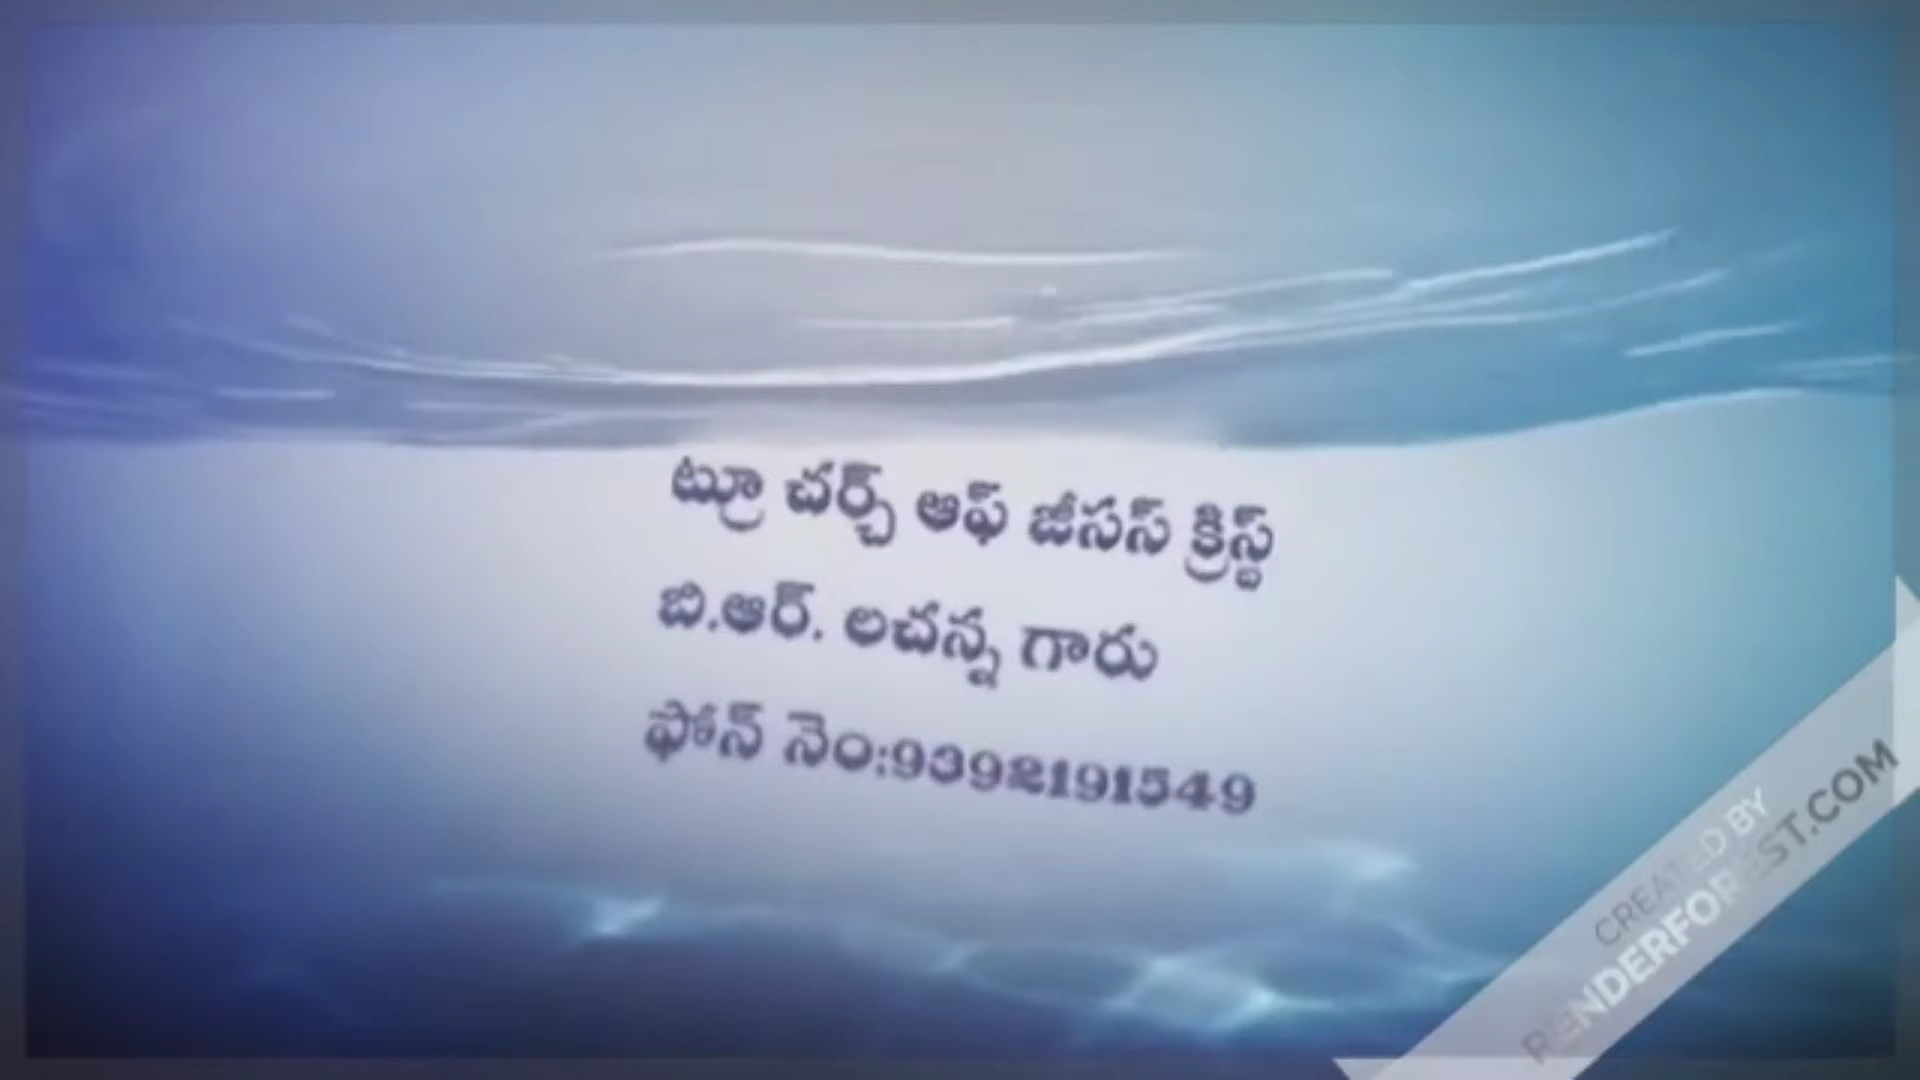 ట్రూ చర్చ్ ఆఫ్ జీసస్ క్రిస్ట్
బి.ఆర్. లచన్న గారు
ఫోన్ నెం:9392191549
CREATED BY
RENDERFOREST.COM